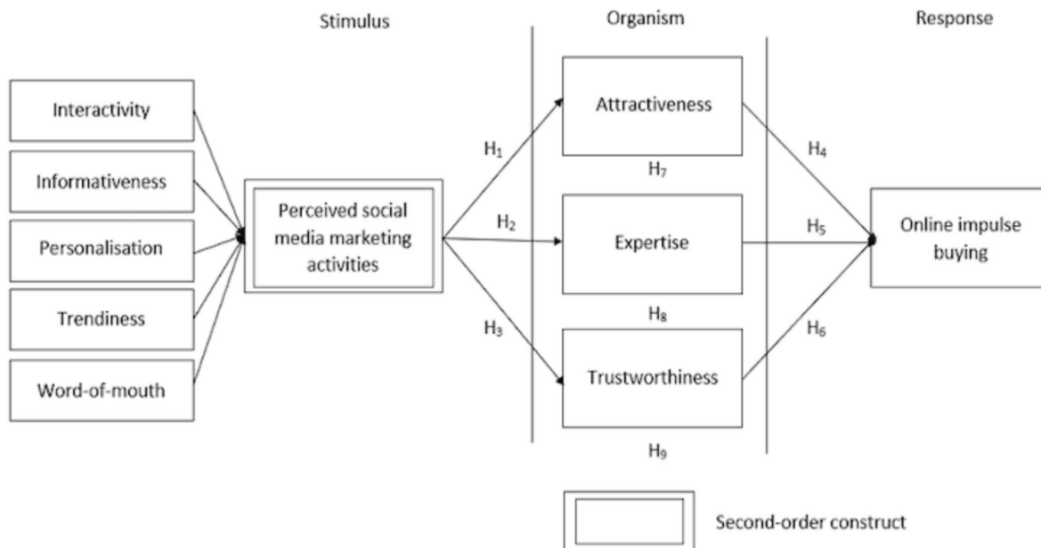 Stimulus
Organism
Response
Interactivity
Informativeness
Personalisation
Trendiness
Word-of-mouth
Perceived social
media marketing
activities
H₁
H₂
H₃
Attractiveness
H₇
Expertise
H₈
Trustworthiness
H₉
H₄
H₅
H₆
Online impulse
buying
Second-order construct